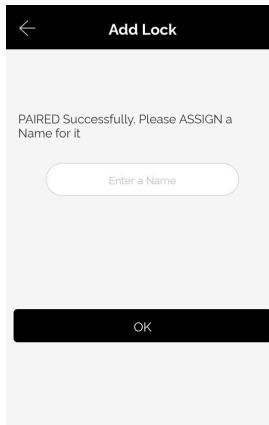 Add Lock
PAIRED Successfully. Please ASSIGN a
Name for it
Enter a Name
OK